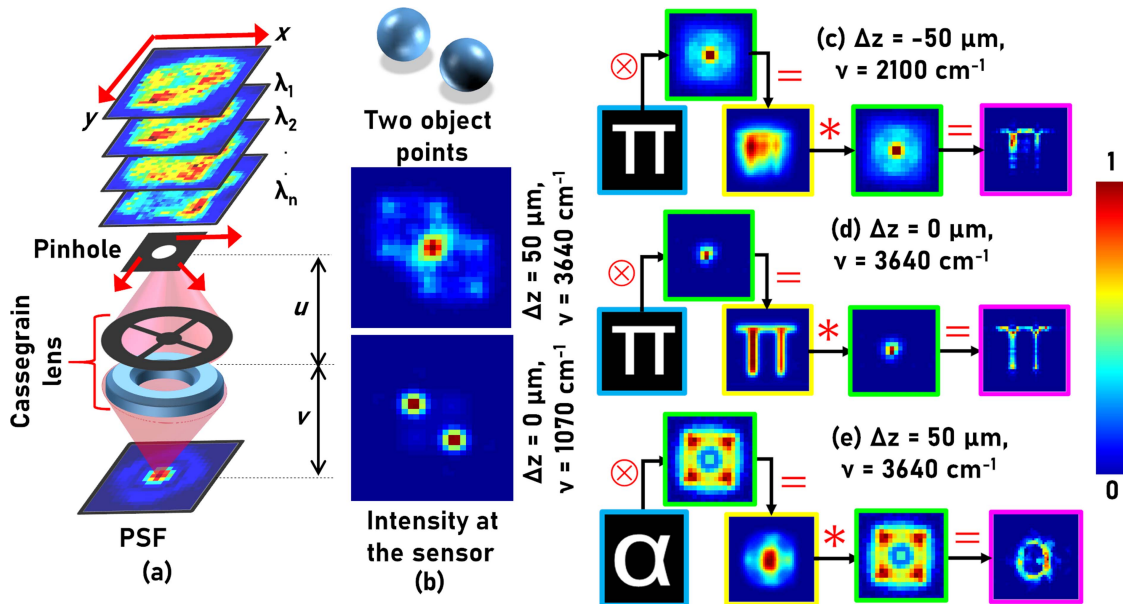 x
y
λ1
λ2
.
.
λn
Pinhole
Cassegrain
lens
u
v
PSF
(a)
Two object
points
Δz = 50 µm,
ν = 3640 cm⁻¹
Δz = 0 µm,
ν = 1070 cm⁻¹
Intensity at
the sensor
(b)
(c) Δz = -50 µm,
ν = 2100 cm⁻¹
⊗
=
π
*
=
π
(d) Δz = 0 µm,
ν = 3640 cm⁻¹
⊗
=
π
π
*
=
π
(e) Δz = 50 µm,
ν = 3640 cm⁻¹
⊗
=
α
*
=
α
1
0